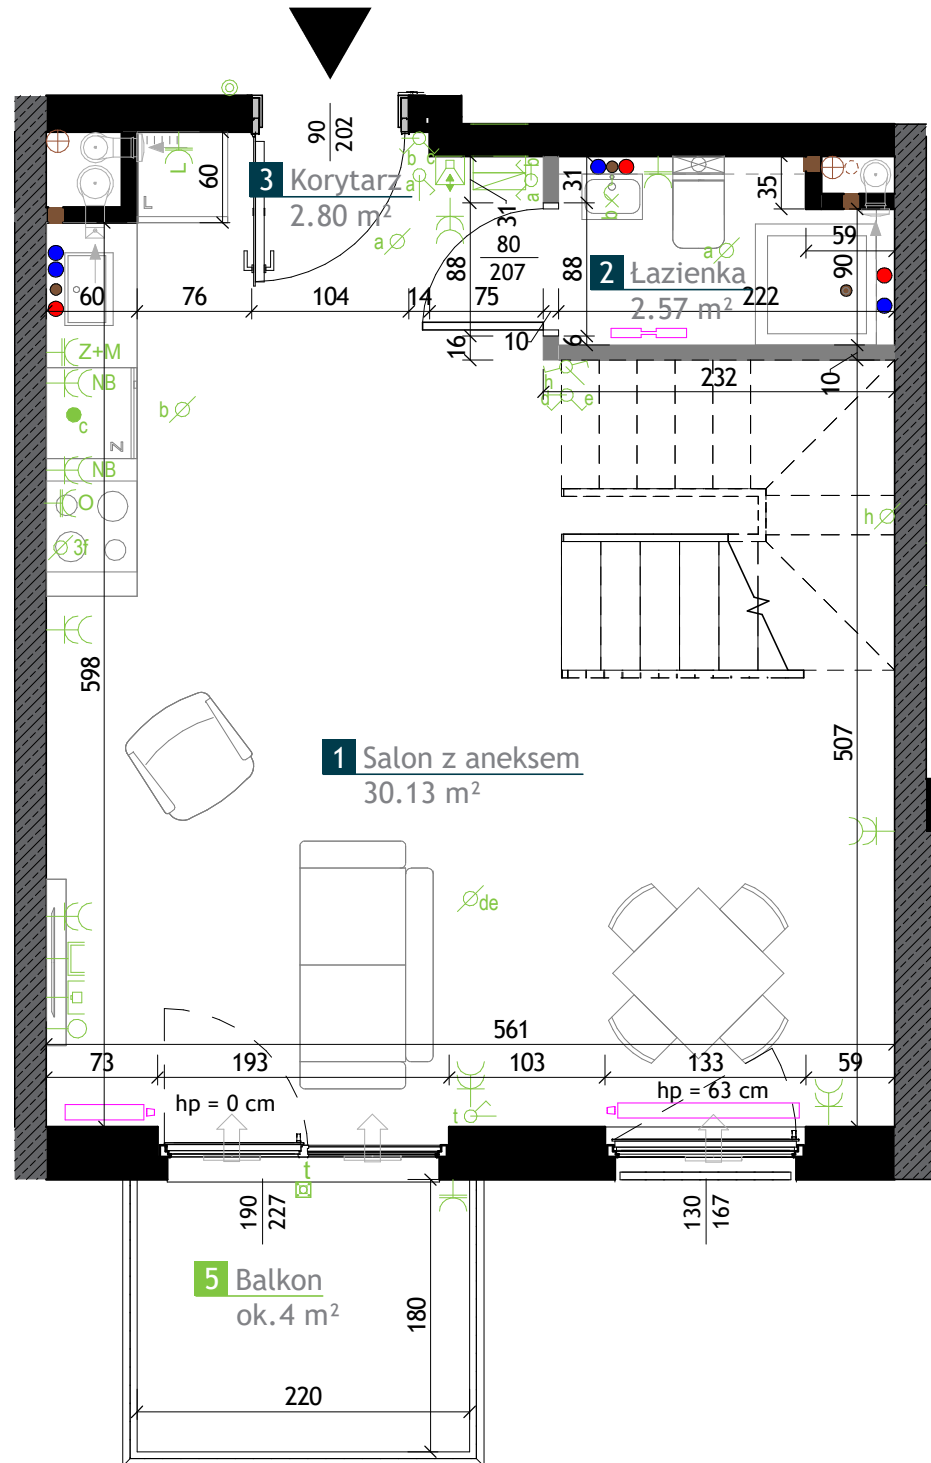 90
202
b
c
a
b
a
L
L
60
3 Korytarz
2.80 m²
31
31
35
59
a
80
207
b
a
88
88
90
2 Łazienka
2.57 m²
60
76
104
14
75
222
16
10
6
10
Z+M
NB
h
d
e
232
b
c
Z
NB
O
h
3f
598
507
1 Salon z aneksem
30.13 m²
de
561
73
193
103
133
59
hp = 0 cm
hp = 63 cm
t
t
190
227
130
167
5 Balkon
ok.4 m²
180
220